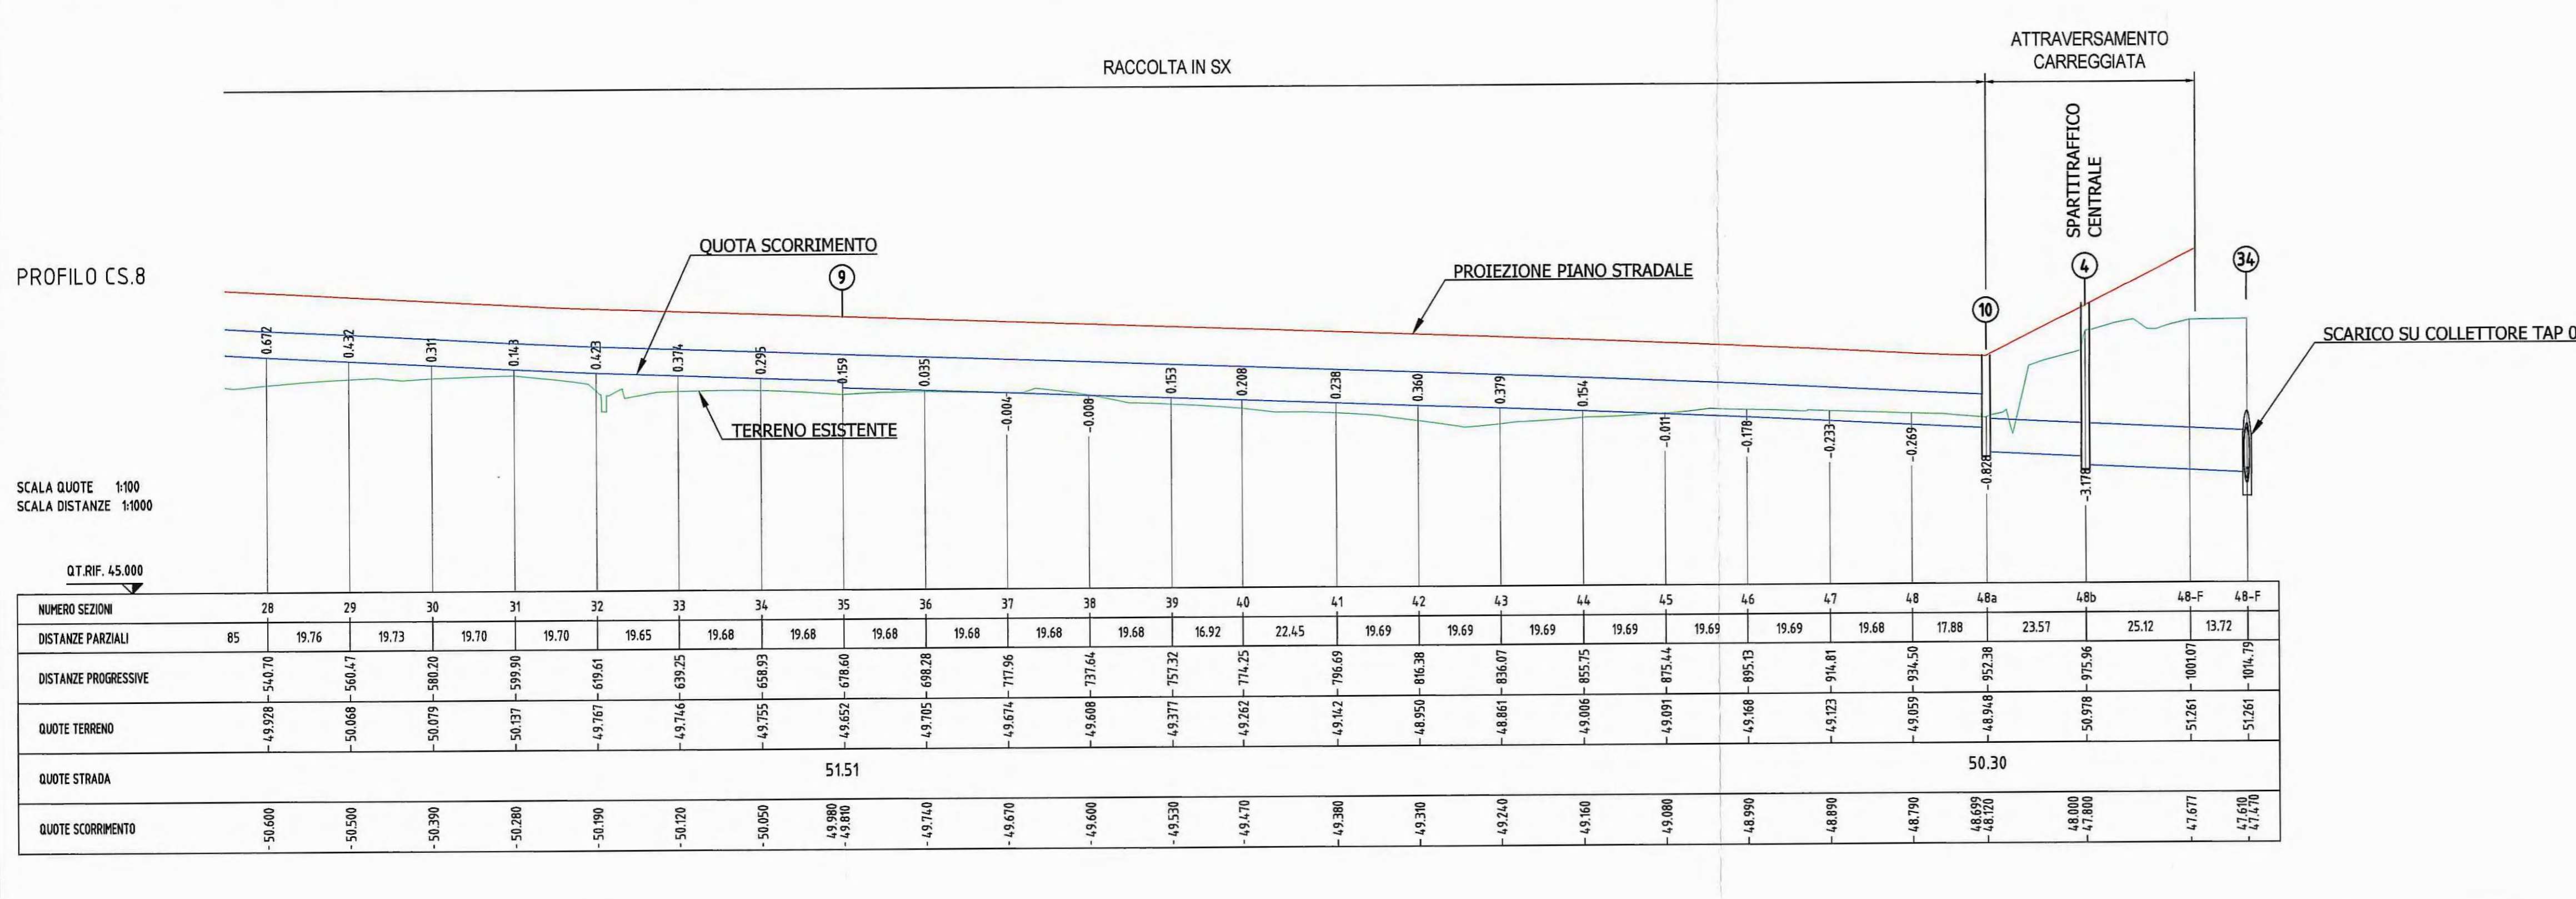 ATTRAVERSAMENTO
CARREGGIATA
RACCOLTA IN SX
SPARTITRAFFICO
CENTRALE
QUOTA SCORRIMENTO
PROFILO CS.8
9
PROIEZIONE PIANO STRADALE
4
34
10
SCARICO SU COLLETTORE TAP 0
0.672 0.432 0.311 0.143 0.423 0.374 0.295 0.159 0.035 -0.004 -0.008 0.153 0.208 0.238 0.360 0.379 0.154 -0.011 -0.178 -0.233 -0.269 -0.828 -3.178
TERRENO ESISTENTE
SCALA QUOTE 1:100
SCALA DISTANZE 1:1000
QT.RIF. 45.000
NUMERO SEZIONI 28 29 30 31 32 33 34 35 36 37 38 39 40 41 42 43 44 45 46 47 48 48a 48b 48-F 48-F
DISTANZE PARZIALI 85 19.76 19.73 19.70 19.70 19.65 19.68 19.68 19.68 19.68 19.68 19.68 16.92 22.45 19.69 19.69 19.69 19.69 19.69 19.69 19.68 17.88 23.57 25.12 13.72
DISTANZE PROGRESSIVE 540.70 560.47 580.20 599.90 619.61 639.25 658.93 678.60 698.28 717.96 737.64 757.32 774.25 796.69 816.38 836.07 855.75 875.44 895.13 914.81 934.50 952.38 975.96 1001.07 1014.79
QUOTE TERRENO 49.928 50.068 50.079 50.137 49.767 49.746 49.755 49.652 49.705 49.674 49.608 49.377 49.262 49.142 48.950 48.861 49.006 49.091 49.168 49.123 49.059 48.948 50.978 51.261 51.261
QUOTE STRADA 51.51 50.30
QUOTE SCORRIMENTO 50.600 50.500 50.390 50.280 50.190 50.120 50.050 49.980 49.810 49.740 49.670 49.600 49.530 49.470 49.380 49.310 49.240 49.160 49.080 48.990 48.890 48.790 48.699 48.120 48.000 47.800 47.677 47.610 47.470